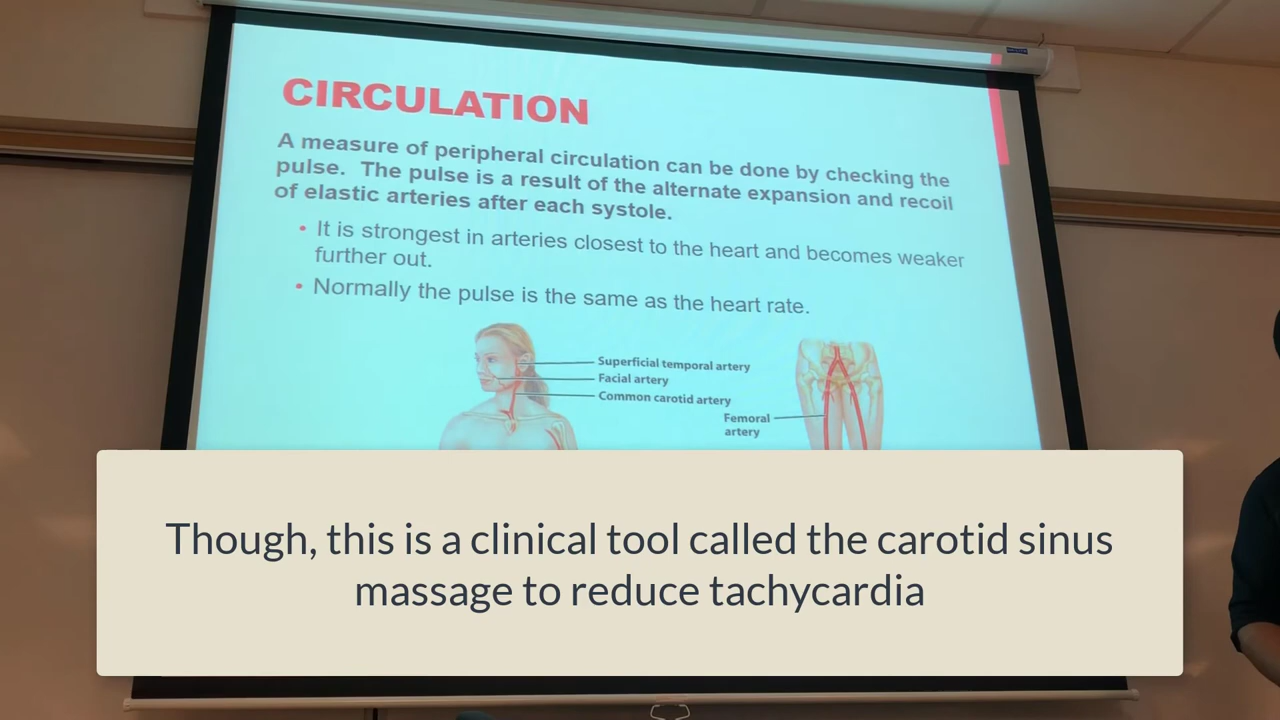 CIRCULATION
A measure of peripheral circulation can be done by checking the
pulse. The pulse is a result of the alternate expansion and recoil
of elastic arteries after each systole.
• It is strongest in arteries closest to the heart and becomes weaker
further out.
• Normally the pulse is the same as the heart rate.
Superficial temporal artery
Facial artery
Common carotid artery
Femoral
artery
Though, this is a clinical tool called the carotid sinus
massage to reduce tachycardia